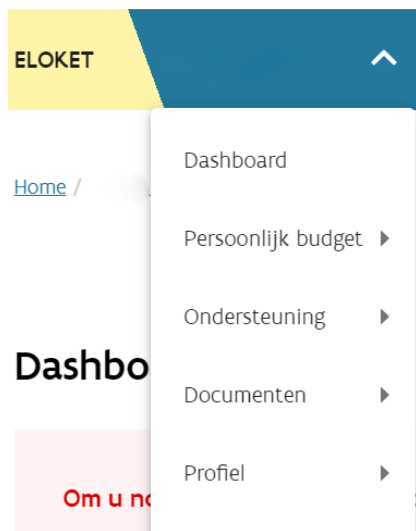 ELOKET
Dashboard
Home /
Persoonlijk budget
Ondersteuning
Dashbo
Documenten
Profiel
Om u no